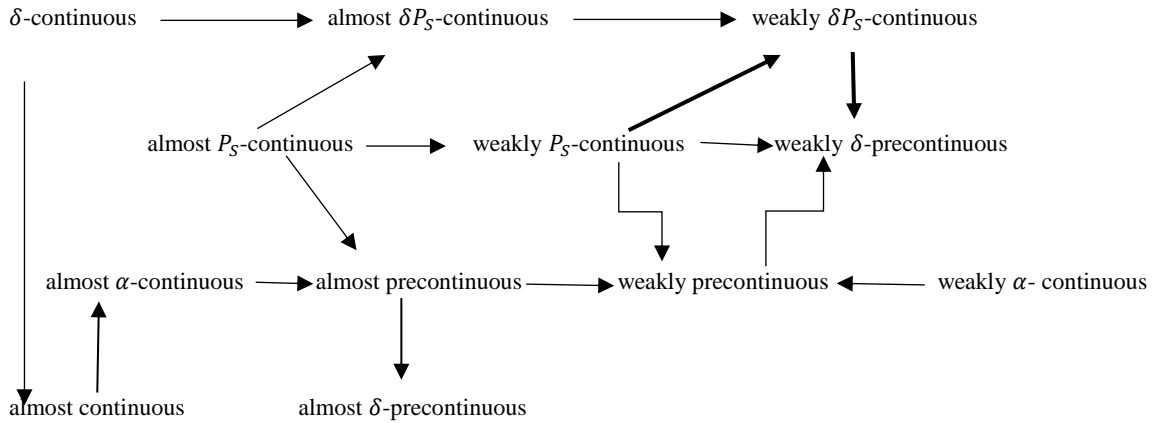 δ-continuous almost δP_S-continuous weakly δP_S-continuous
almost P_S-continuous weakly P_S-continuous weakly δ-precontinuous
almost α-continuous almost precontinuous weakly precontinuous weakly α- continuous
almost continuous almost δ-precontinuous